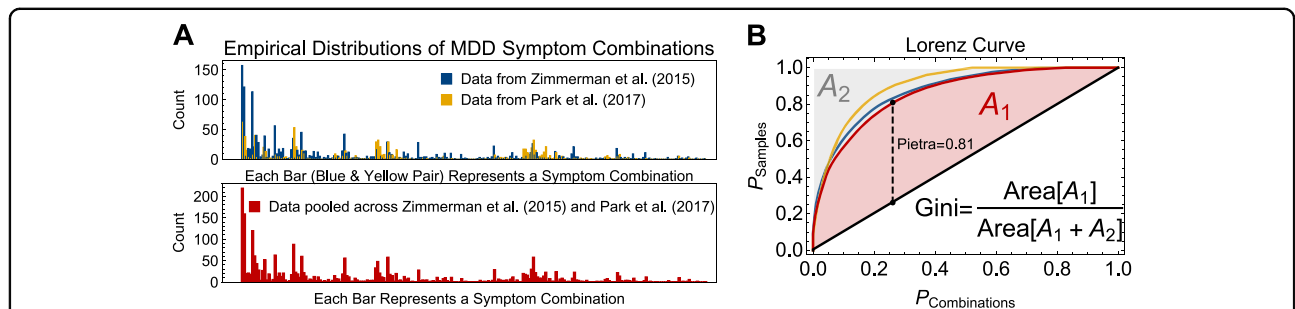 A
Empirical Distributions of MDD Symptom Combinations
150
100
50
0
Count
Data from Zimmerman et al. (2015)
Data from Park et al. (2017)
Each Bar (Blue & Yellow Pair) Represents a Symptom Combination
200
150
100
50
0
Count
Data pooled across Zimmerman et al. (2015) and Park et al. (2017)
Each Bar Represents a Symptom Combination
B
Lorenz Curve
1.0
0.8
0.6
0.4
0.2
0.0
P_Samples
A₂
A₁
Pietra=0.81
Gini= Area[A₁]
Area[A₁ + A₂]
0.0 0.2 0.4 0.6 0.8 1.0
P_Combinations